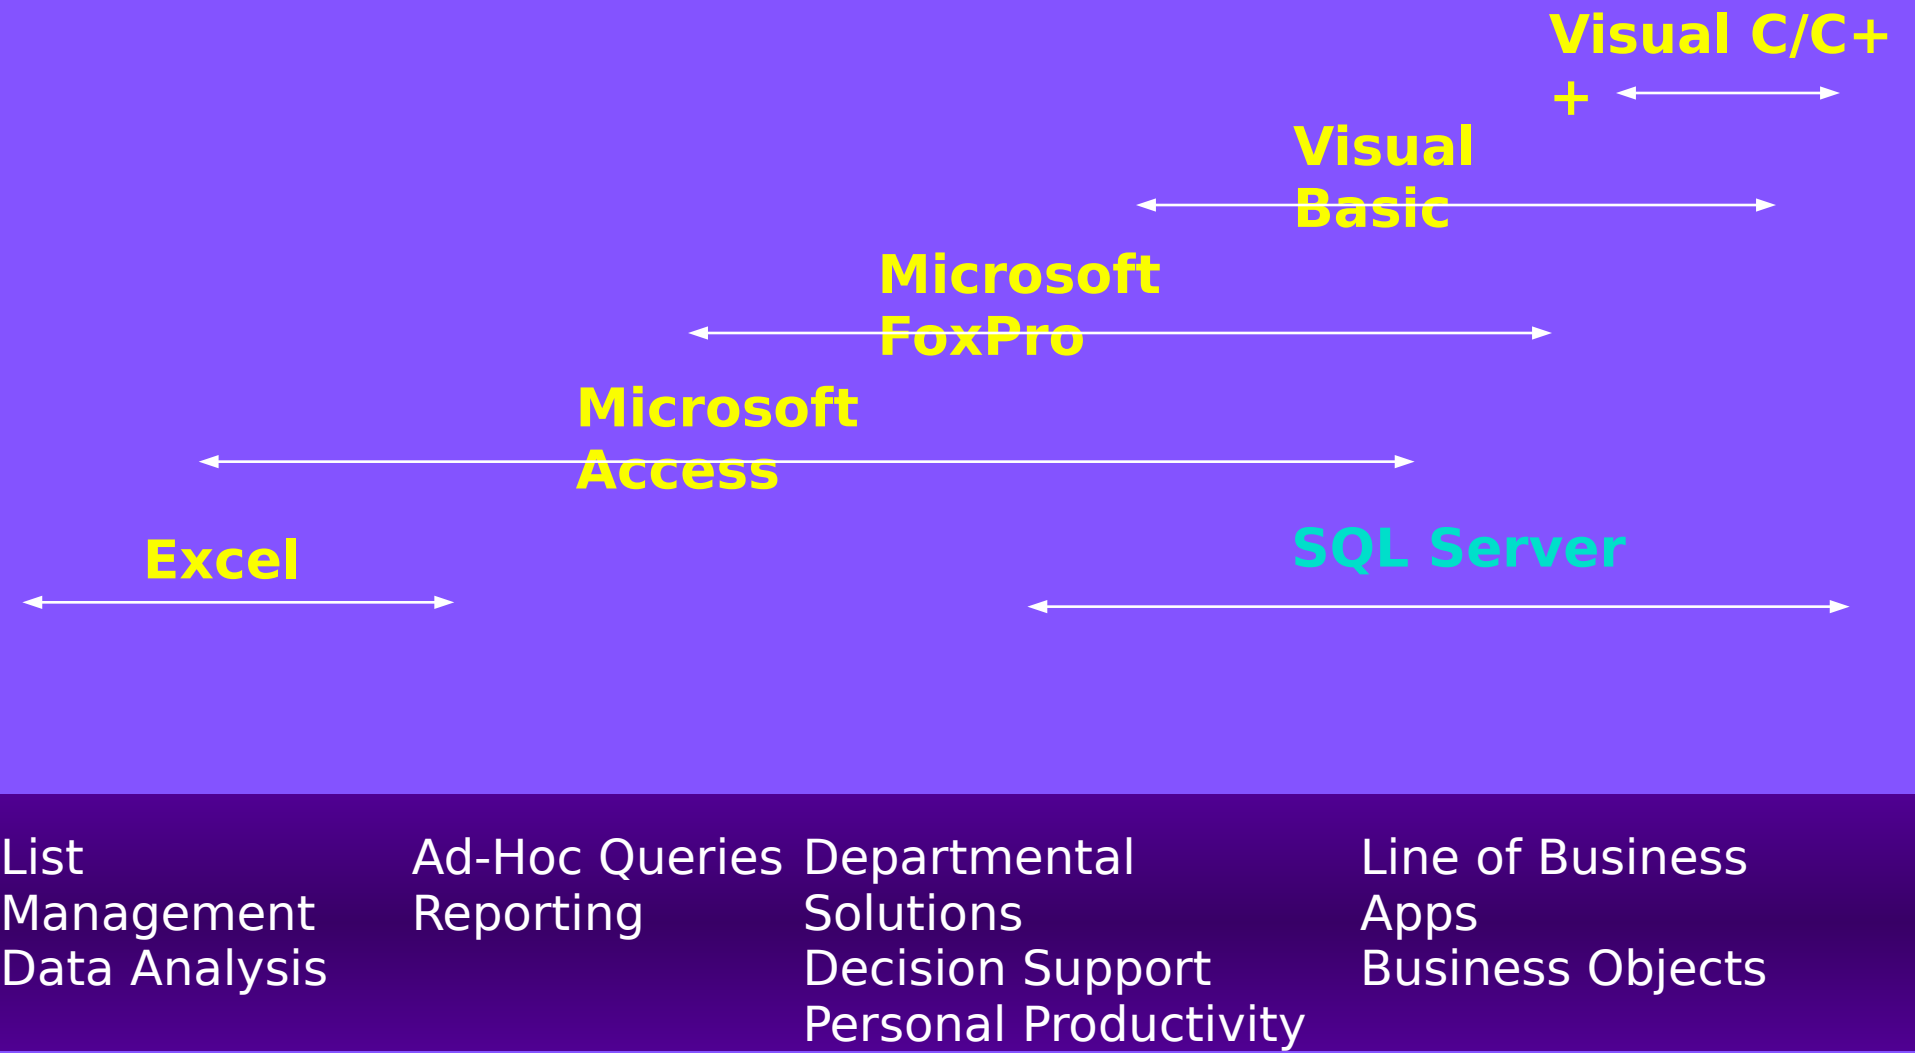 Visual C/C+
+
Visual
Basic
Microsoft
FoxPro
Microsoft
Access
Excel
SQL Server
List
Management
Data Analysis
Ad-Hoc Queries
Reporting
Departmental
Solutions
Decision Support
Personal Productivity
Line of Business
Apps
Business Objects